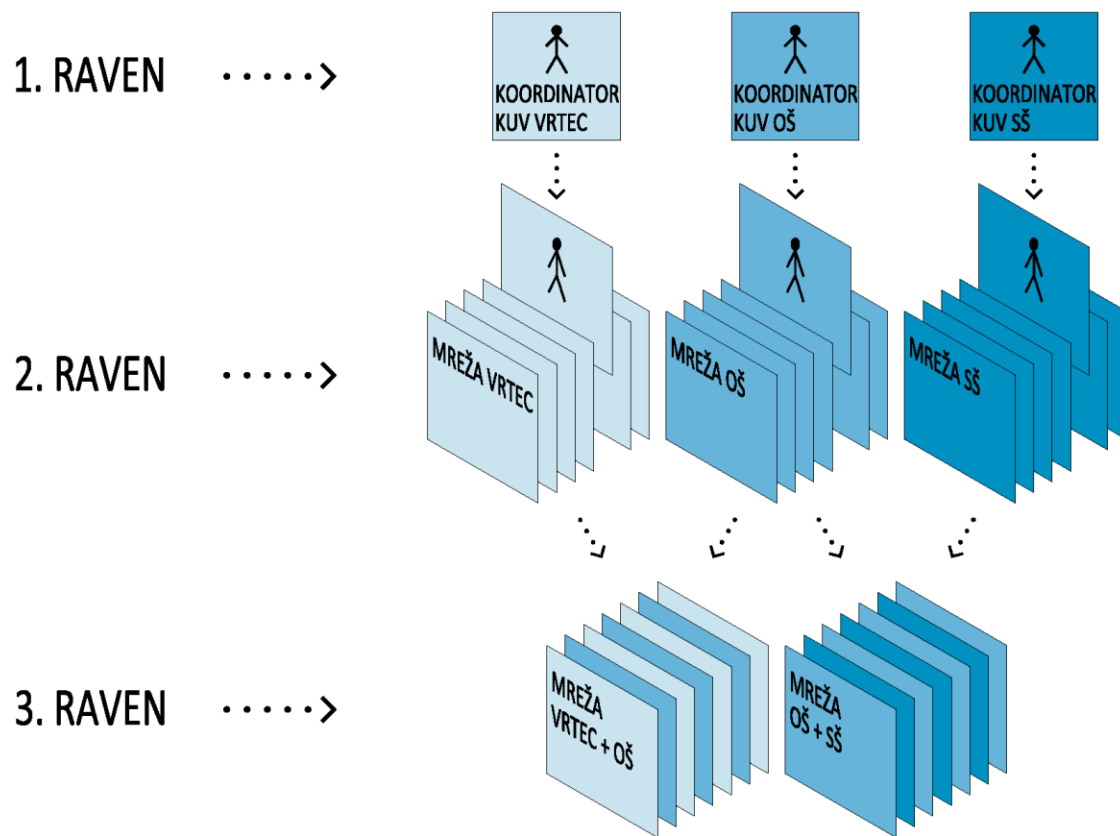 1. RAVEN
KOORDINATOR
KUV VRTEC
KOORDINATOR
KUV OŠ
KOORDINATOR
KUV SŠ
2. RAVEN
MREŽA VRTEC
MREŽA OŠ
MREŽA SŠ
3. RAVEN
MREŽA
VRTEC + OŠ
MREŽA
OŠ + SŠ